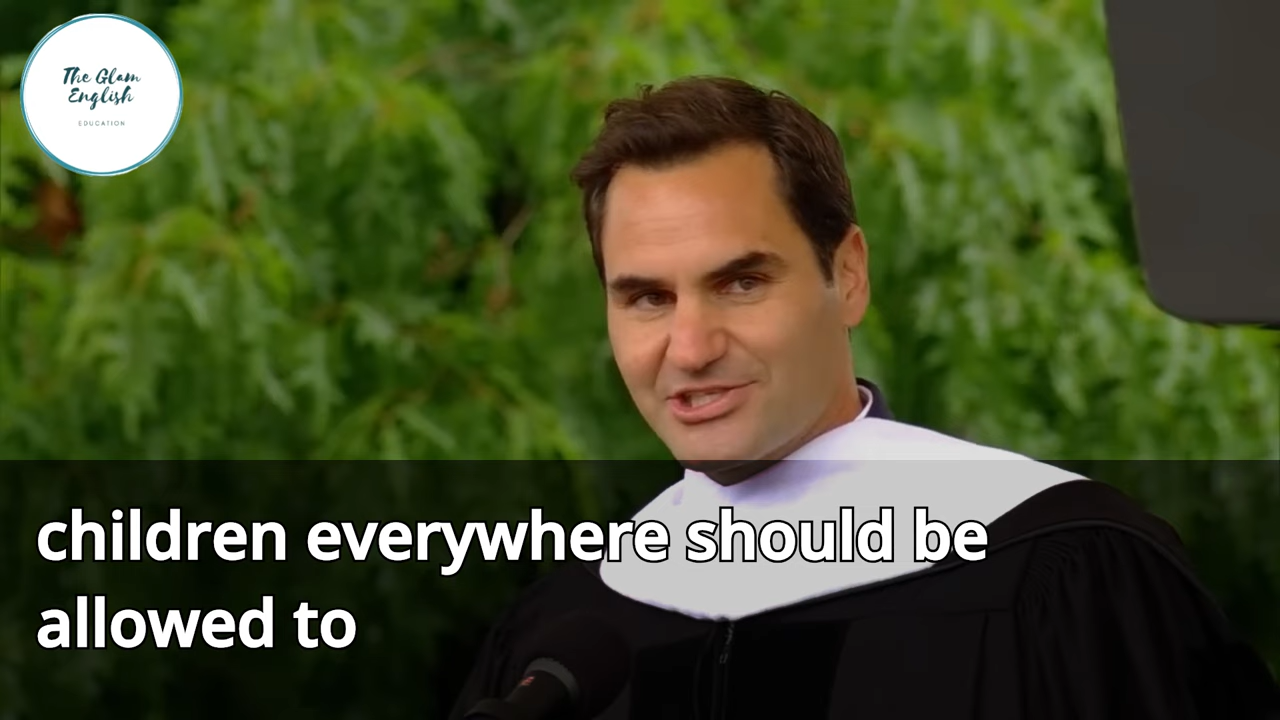 The Glam
English
EDUCATION
children everywhere should be
allowed to